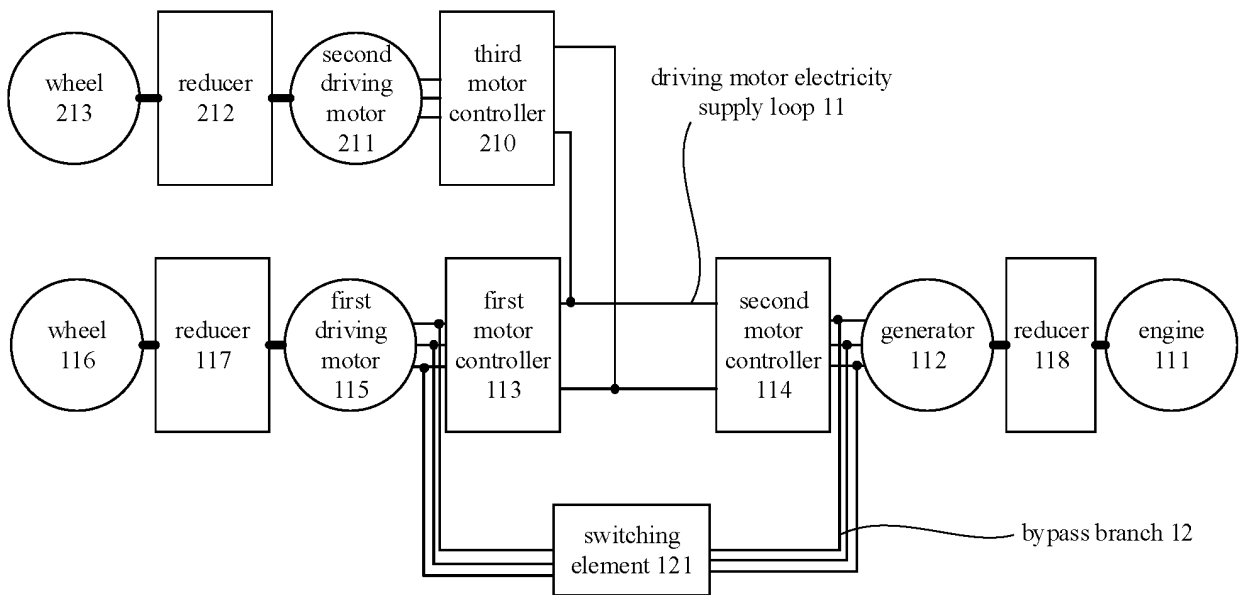 wheel
213
reducer
212
second
driving
motor
211
third
motor
controller
210
driving motor electricity
supply loop 11
wheel
116
reducer
117
first
driving
motor
115
first
motor
controller
113
second
motor
controller
114
generator
112
reducer
118
engine
111
switching
element 121
bypass branch 12